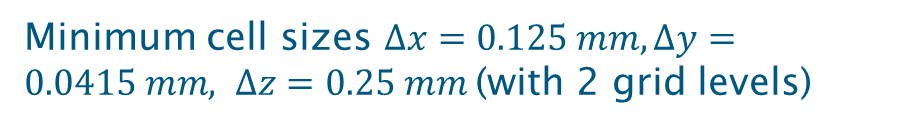 Minimum cell sizes Δx = 0.125 mm, Δy =
0.0415 mm, Δz = 0.25 mm (with 2 grid levels)